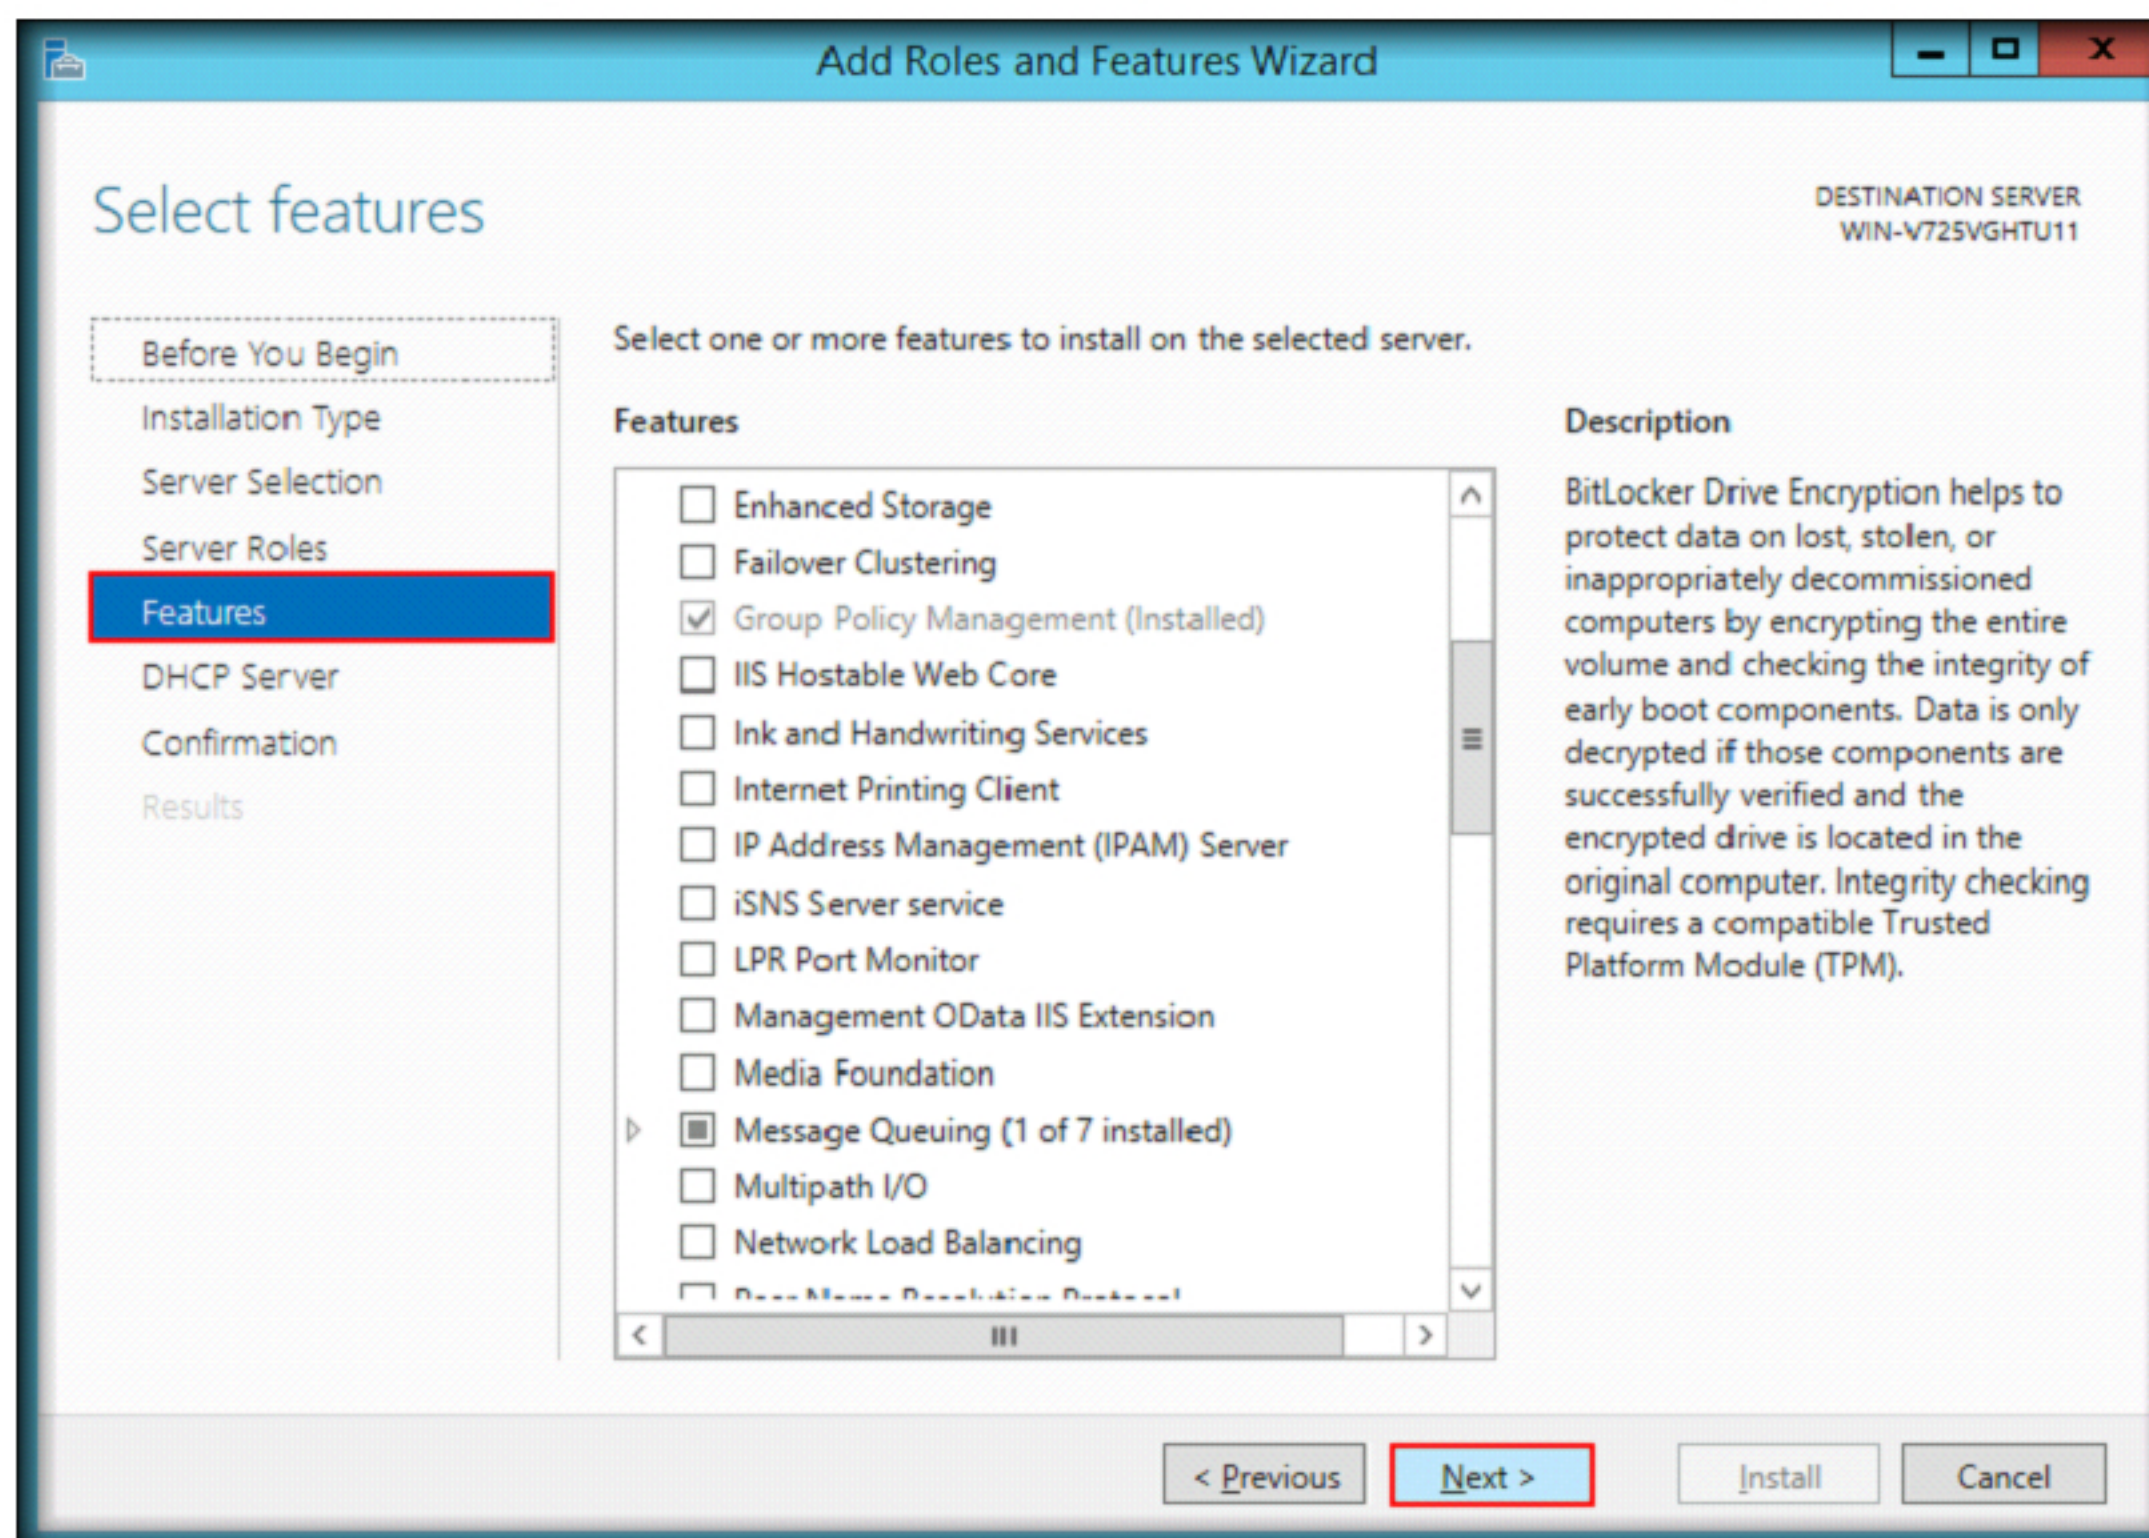 Add Roles and Features Wizard
Select features
DESTINATION SERVER
WIN-V725VGHTU11
Before You Begin
Installation Type
Server Selection
Server Roles
Features
DHCP Server
Confirmation
Results
Select one or more features to install on the selected server.
Features
Enhanced Storage
Failover Clustering
Group Policy Management (Installed)
IIS Hostable Web Core
Ink and Handwriting Services
Internet Printing Client
IP Address Management (IPAM) Server
iSNS Server service
LPR Port Monitor
Management OData IIS Extension
Media Foundation
Message Queuing (1 of 7 installed)
Multipath I/O
Network Load Balancing
Peer Name Resolution Protocol
Description
BitLocker Drive Encryption helps to
protect data on lost, stolen, or
inappropriately decommissioned
computers by encrypting the entire
volume and checking the integrity of
early boot components. Data is only
decrypted if those components are
successfully verified and the
encrypted drive is located in the
original computer. Integrity checking
requires a compatible Trusted
Platform Module (TPM).
< Previous
Next >
Install
Cancel